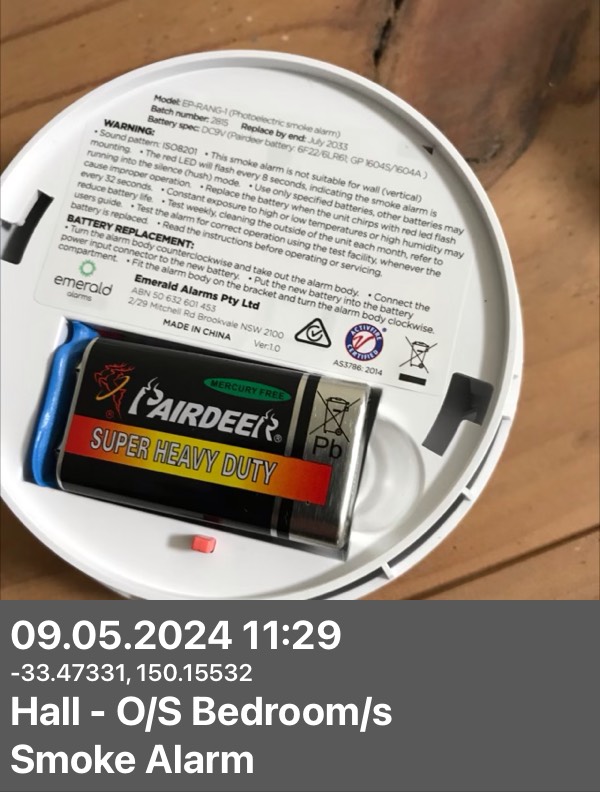 Model: EP-RANG-1 (Photoelectric smoke alarm)
Batch number: 2815 Replace by end: July 2033
Battery spec: DC9V (Pairdeer battery: 6F22/6LR61, GP 1604S/1604A )
WARNING:
• Sound pattern: ISO8201 • This smoke alarm is not suitable for wall (vertical)
mounting. • The red LED will flash every 8 seconds, indicating the smoke alarm is
running into the silence (hush) mode. • Use only specified batteries, other batteries may
cause improper operation. • Replace the battery when the unit chirps with red led flash
every 32 seconds. • Constant exposure to high or low temperatures or high humidity may
reduce battery life. • Test weekly, cleaning the outside of the unit each month, refer to
users guide. • Test the alarm for correct operation using the test facility, whenever the
battery is replaced. • Read the instructions before operating or servicing.
BATTERY REPLACEMENT:
• Turn the alarm body counterclockwise and take out the alarm body. • Connect the
power input connector to the new battery. • Put the new battery into the battery
compartment. • Fit the alarm body on the bracket and turn the alarm body clockwise.
emerald
alarms
Emerald Alarms Pty Ltd
ABN 50 632 601 453
2/29 Mitchell Rd Brookvale NSW 2100
MADE IN CHINA Ver:1.0
ACTIVFIRE
CERTIFIED
AS3786: 2014
MERCURY FREE
PAIRDEER®
SUPER HEAVY DUTY
Pb
09.05.2024 11:29
-33.47331, 150.15532
Hall - O/S Bedroom/s
Smoke Alarm